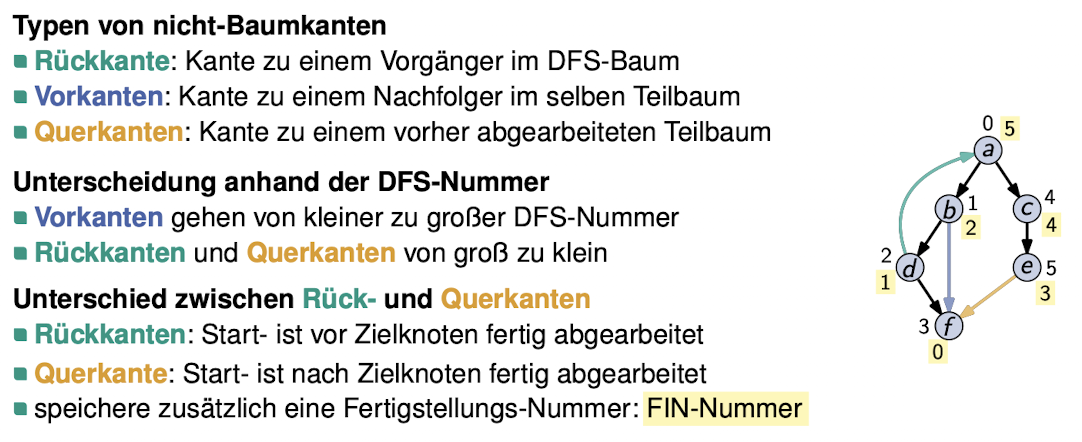 Typen von nicht-Baumkanten
Rückkante: Kante zu einem Vorgänger im DFS-Baum
Vorkanten: Kante zu einem Nachfolger im selben Teilbaum
Querkanten: Kante zu einem vorher abgearbeiteten Teilbaum
Unterscheidung anhand der DFS-Nummer
Vorkanten gehen von kleiner zu großer DFS-Nummer
Rückkanten und Querkanten von groß zu klein
Unterschied zwischen Rück- und Querkanten
Rückkanten: Start- ist vor Zielknoten fertig abgearbeitet
Querkante: Start- ist nach Zielknoten fertig abgearbeitet
speichere zusätzlich eine Fertigstellungs-Nummer: FIN-Nummer
0 5
a
b 1 c 4
2 4
2 d e 5
1 3
3 f
0